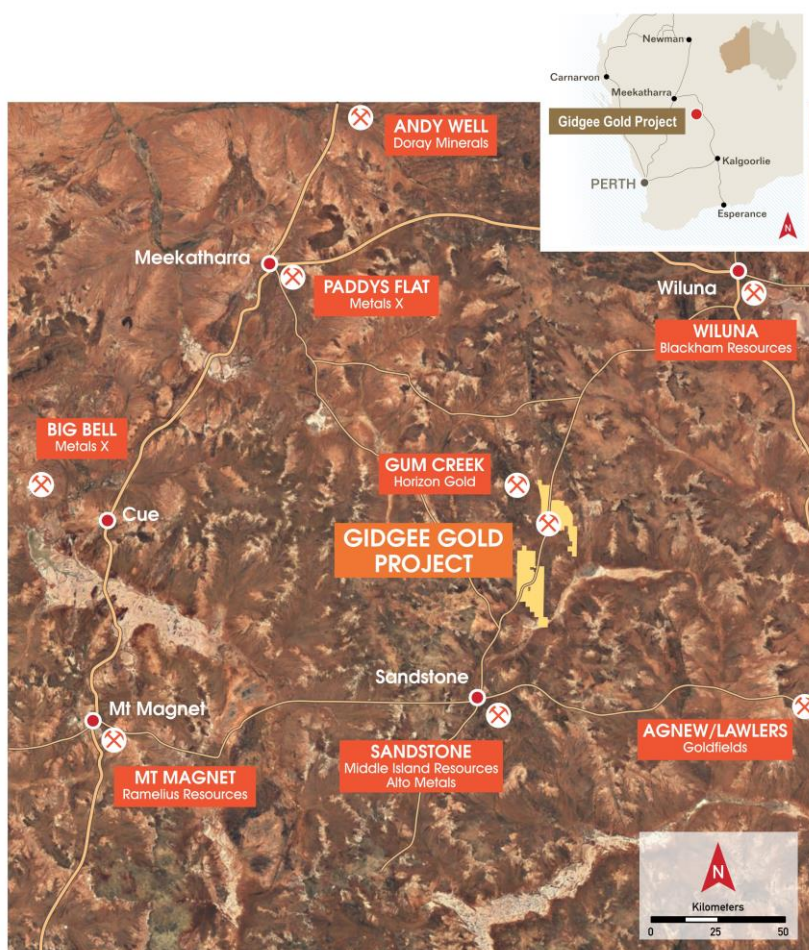 Newman
Carnarvon
Meekatharra
Gidgee Gold Project
Kalgoorlie
PERTH
Esperance
N
ANDY WELL
Doray Minerals
Meekatharra
PADDYS FLAT
Metals X
Wiluna
WILUNA
Blackham Resources
BIG BELL
Metals X
GUM CREEK
Horizon Gold
Cue
GIDGEE GOLD
PROJECT
Sandstone
Mt Magnet
AGNEW/LAWLERS
Goldfields
SANDSTONE
Middle Island Resources
Alto Metals
MT MAGNET
Ramelius Resources
N
Kilometers
0 25 50